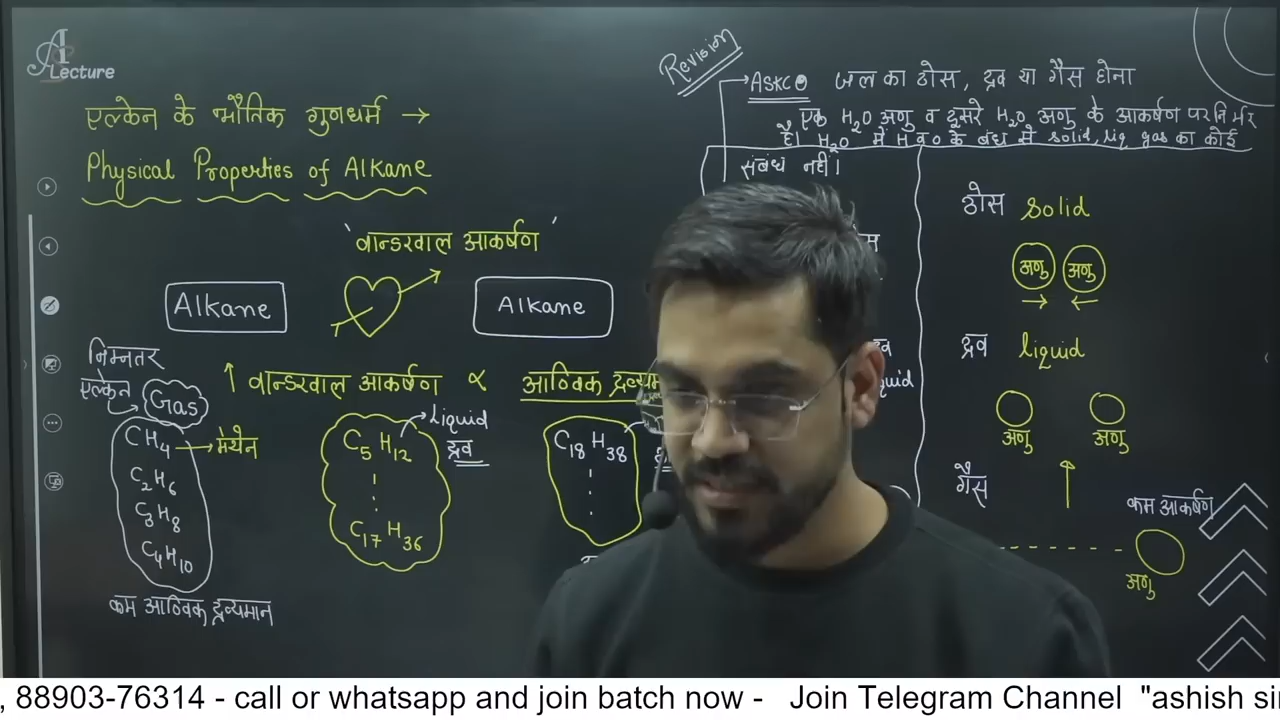 Ai
Lecture
एल्केन के भौतिक गुणधर्म →
Physical Properties of Alkane
Revision
ASKC
जल का ठोस, द्रव या गैस होना
एक H₂O अणु व दूसरे H₂O अणु के आकर्षण पर निर्भर
है। H₂O में H व O के बंध से solid, liq gas का कोई
संबंध नहीं।
'वान्डरवाल आकर्षण'
Alkane
Alkane
निम्नतर
एल्केन
Gas
↑ वान्डरवाल आकर्षण ∝ आण्विक द्रव्यम
CH₄ → मेथेन
C₂H₆
C₃H₈
C₄H₁₀
कम आण्विक द्रव्यमान
C₅H₁₂
C₁₇H₃₆
Liquid
द्रव
C₁₈H₃₈
quid
ठोस solid
अणु अणु
→ ←
द्रव liquid
अणु अणु
गैस
कम आकर्षण
अणु
, 88903-76314 - call or whatsapp and join batch now - Join Telegram Channel "ashish si